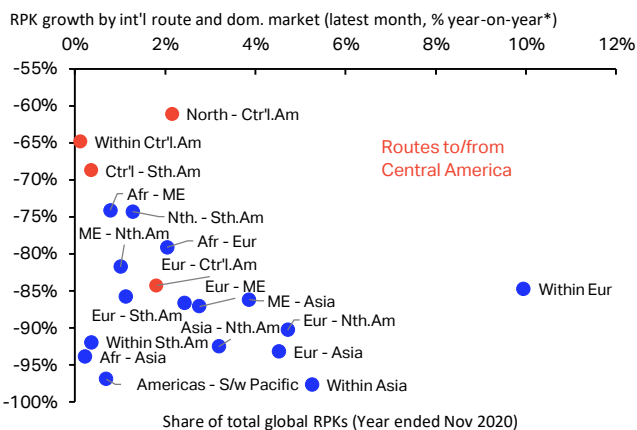 RPK growth by int'l route and dom. market (latest month, % year-on-year*)
0% 2% 4% 6% 8% 10% 12%
-55%
-60%
North - Ctr'l.Am
-65%
Within Ctr'l.Am
Routes to/from
Central America
Ctr'l - Sth.Am
-70%
Afr - ME
-75%
Nth. - Sth.Am
ME - Nth.Am
Afr - Eur
-80%
Eur - Ctr'l.Am
-85%
Eur - ME
ME - Asia
Within Eur
Eur - Sth.Am
Asia - Nth.Am
Eur - Nth.Am
-90%
Within Sth.Am
Eur - Asia
Afr - Asia
-95%
Americas - S/w Pacific
Within Asia
-100%
Share of total global RPKs (Year ended Nov 2020)